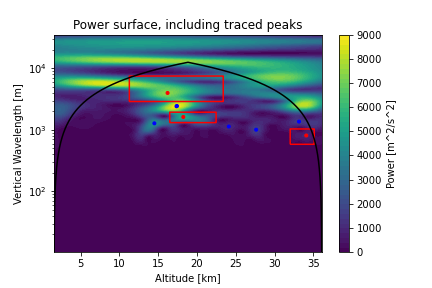 Power surface, including traced peaks
Vertical Wavelength [m]
10^4
10^3
10^2
5 10 15 20 25 30 35
Altitude [km]
9000
8000
7000
6000
5000
4000
3000
2000
1000
0
Power [m^2/s^2]